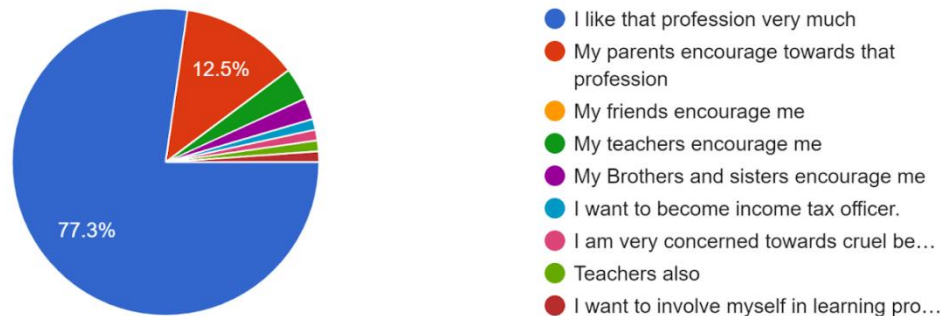 I like that profession very much
12.5%
My parents encourage towards that
profession
My friends encourage me
My teachers encourage me
My Brothers and sisters encourage me
I want to become income tax officer.
77.3%
I am very concerned towards cruel be…
Teachers also
I want to involve myself in learning pro…